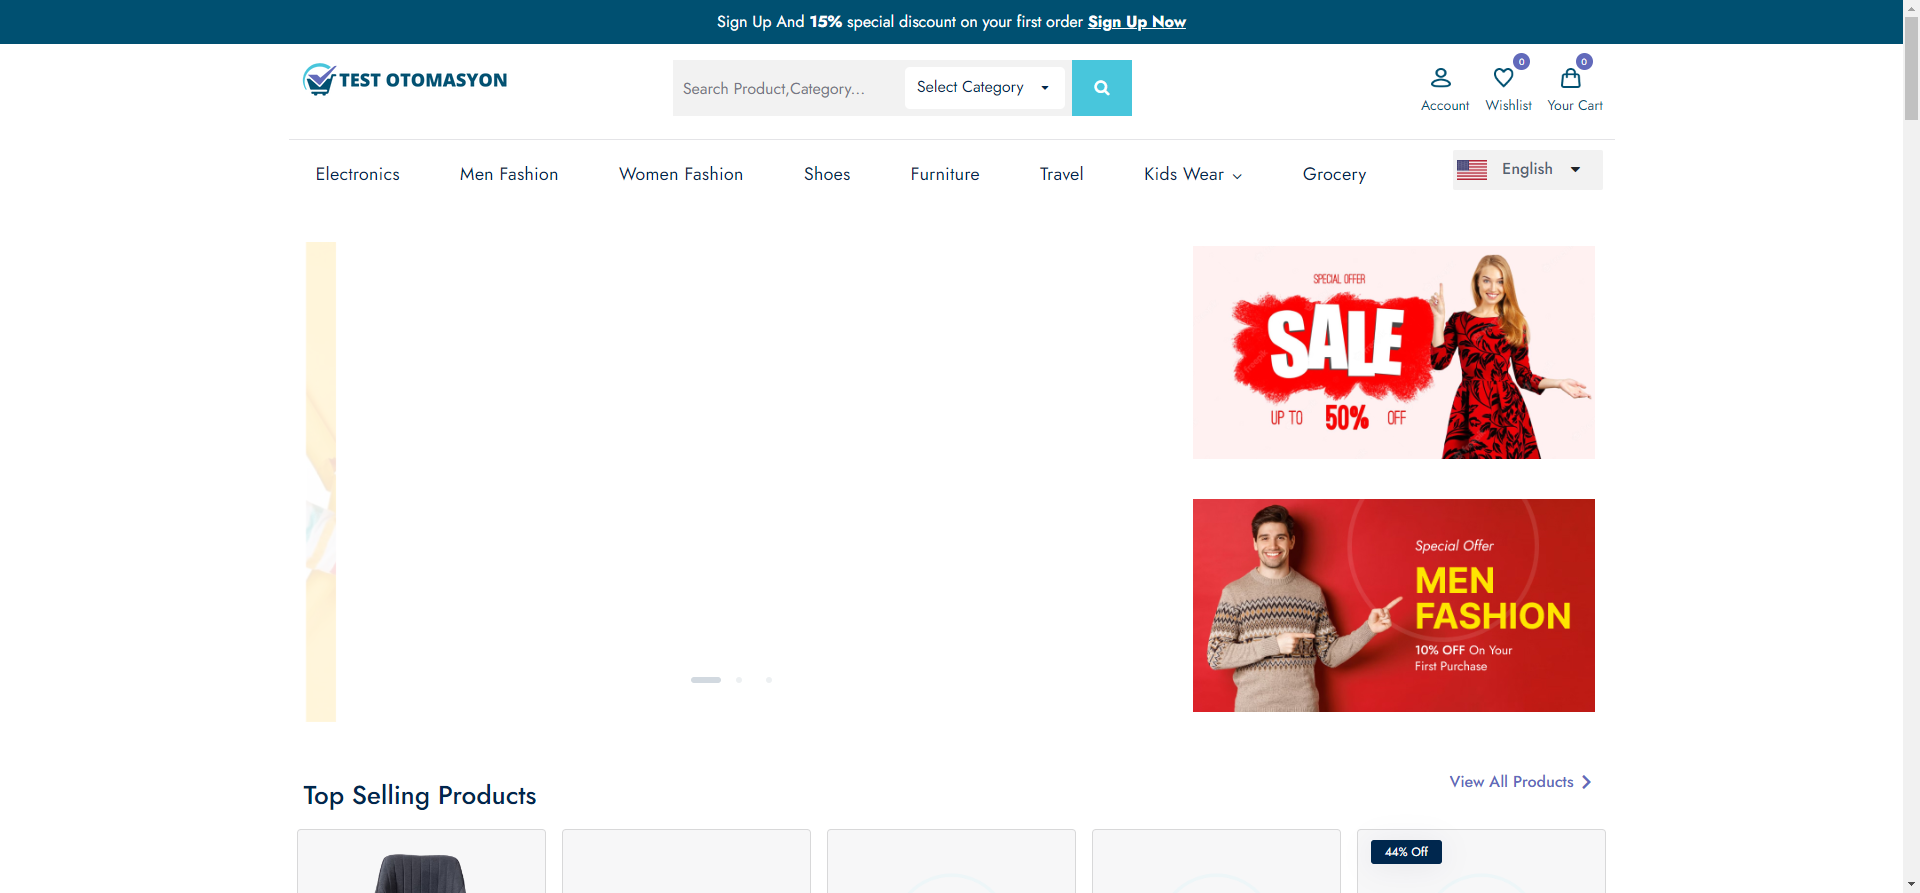 Sign Up And 15% special discount on your first order Sign Up Now
TEST OTOMASYON
Search Product,Category...
Select Category
0
0
Account
Wishlist
Your Cart
Electronics
Men Fashion
Women Fashion
Shoes
Furniture
Travel
Kids Wear
Grocery
English
SPECIAL OFFER
SALE
UP TO 50% OFF
Special Offer
MEN
FASHION
10% OFF On Your
First Purchase
Top Selling Products
View All Products
44% Off